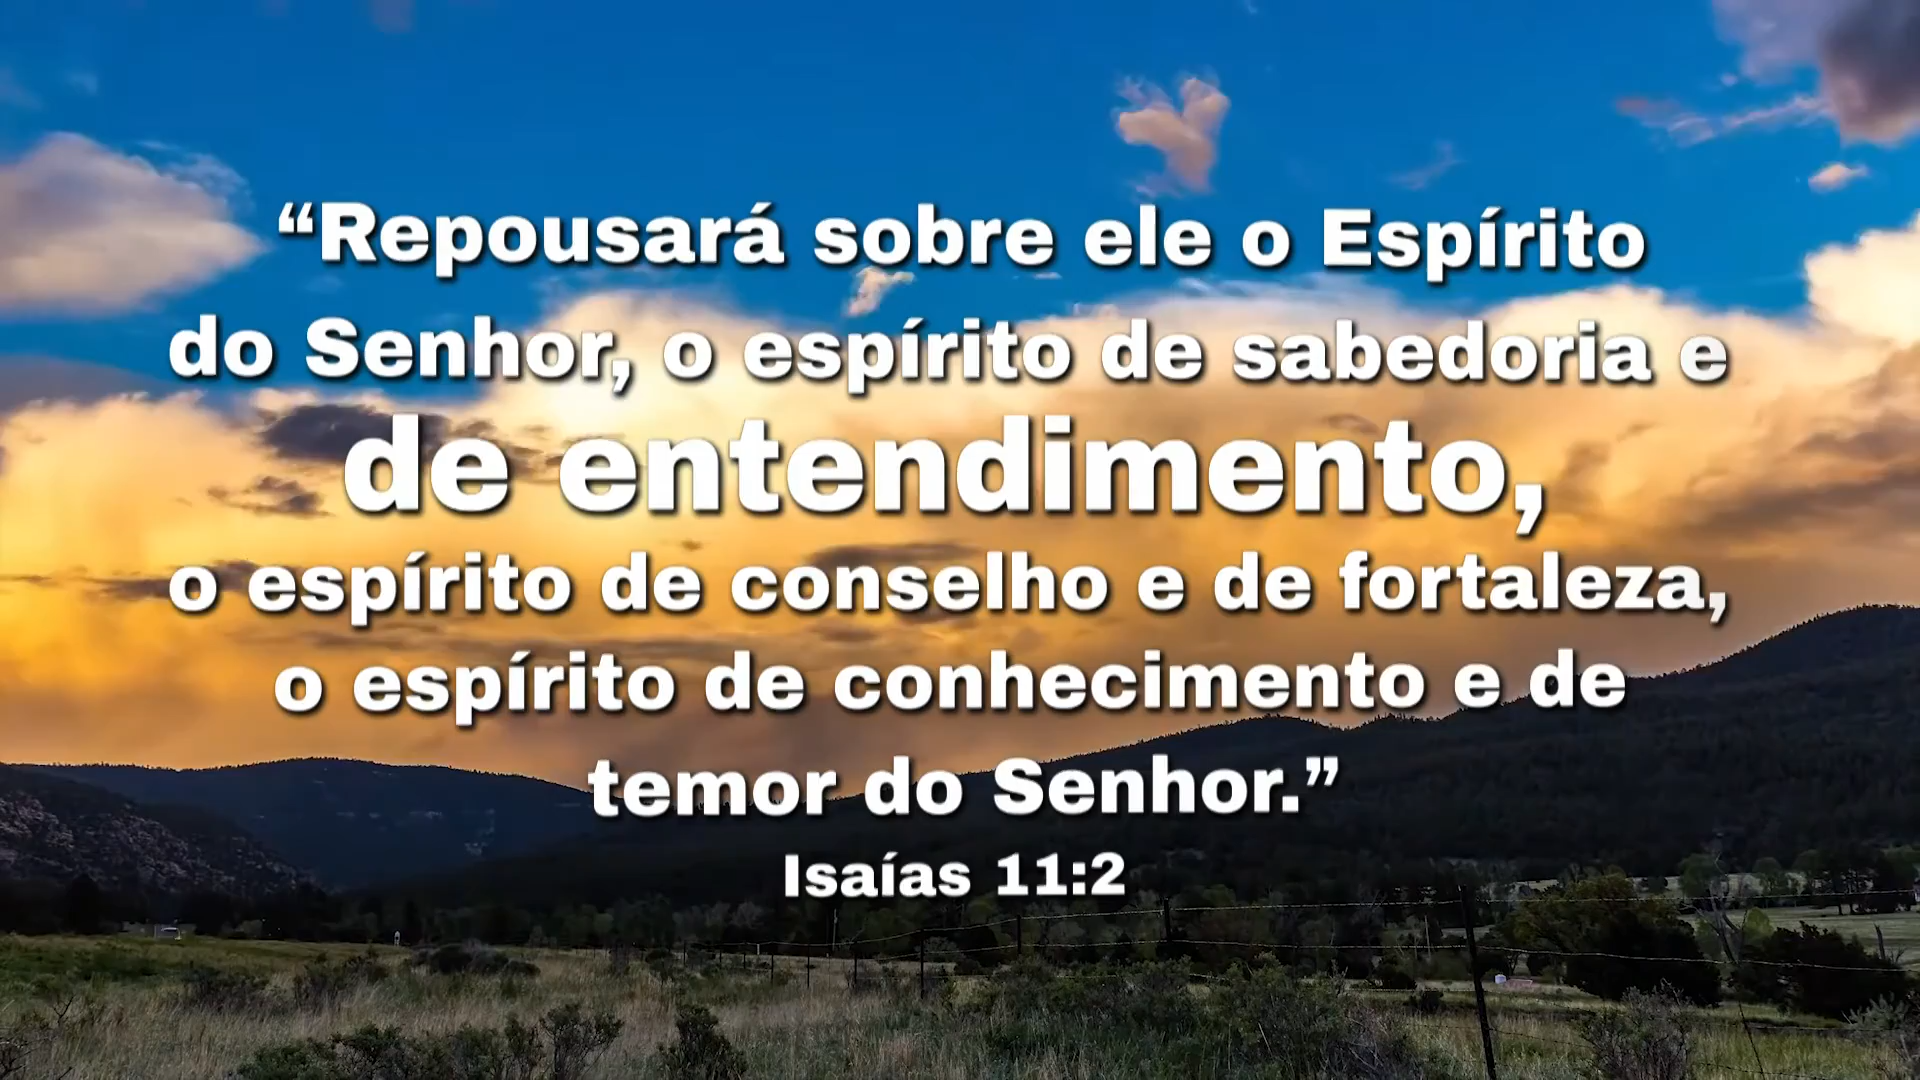 “Repousará sobre ele o Espírito
do Senhor, o espírito de sabedoria e
de entendimento,
o espírito de conselho e de fortaleza,
o espírito de conhecimento e de
temor do Senhor.”
Isaías 11:2